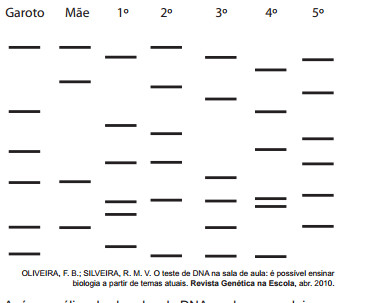 Garoto Mãe 1º 2º 3º 4º 5º
OLIVEIRA, F. B.; SILVEIRA, R. M. V. O teste de DNA na sala de aula: é possível ensinar
biologia a partir de temas atuais. Revista Genética na Escola, abr. 2010.